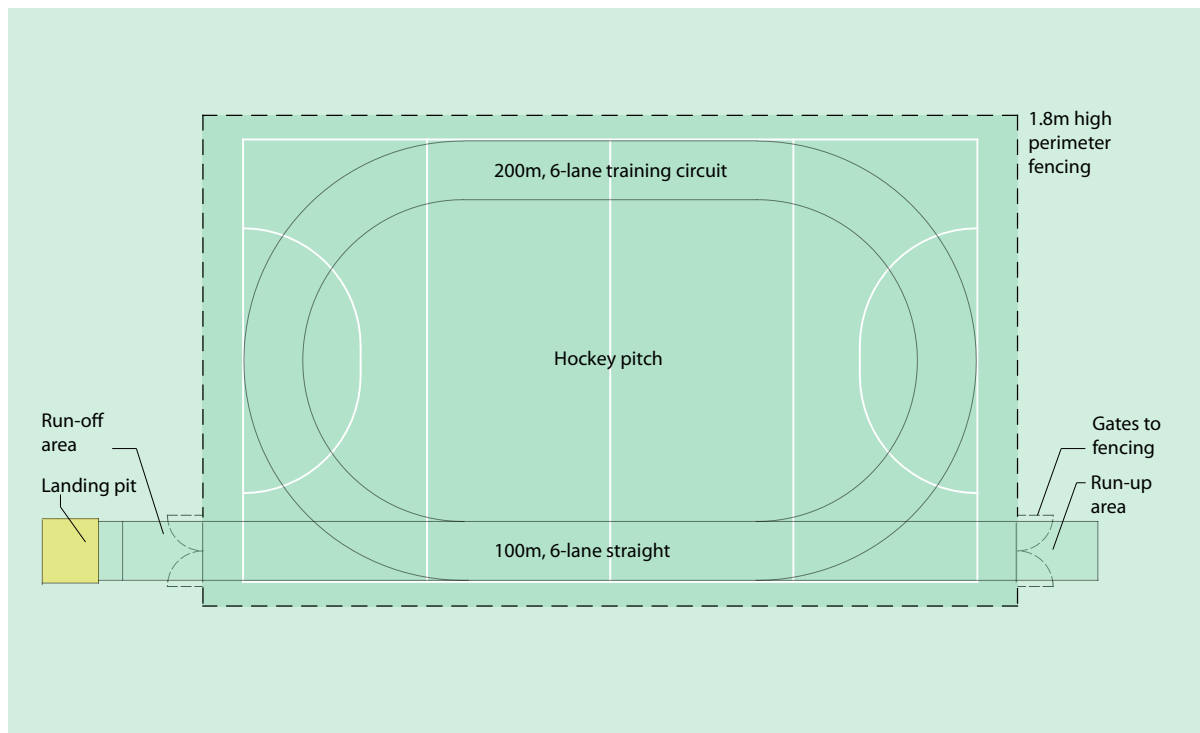 1.8m high
perimeter
fencing
200m, 6-lane training circuit
Hockey pitch
Run-off
area
Landing pit
Gates to
fencing
Run-up
area
100m, 6-lane straight